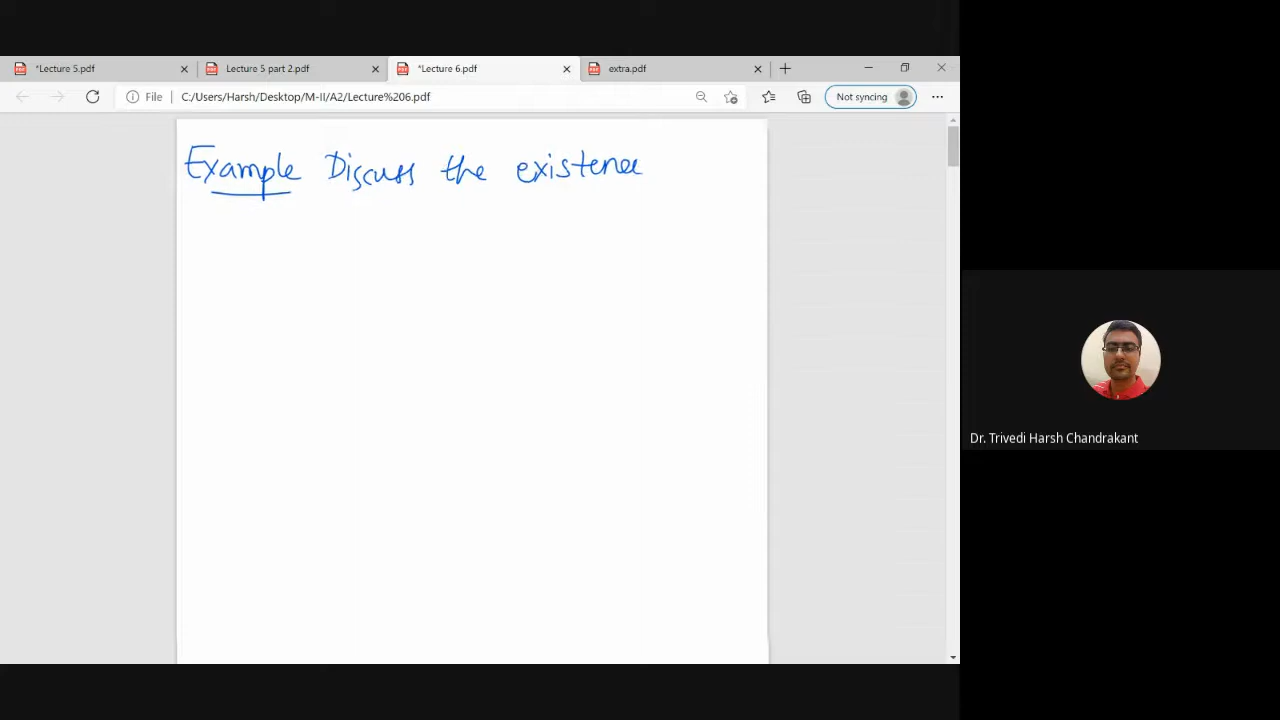 *Lecture 5.pdf
Lecture 5 part 2.pdf
*Lecture 6.pdf
extra.pdf
File
C:/Users/Harsh/Desktop/M-II/A2/Lecture%206.pdf
Not syncing
Example Discuss the existence
Dr. Trivedi Harsh Chandrakant